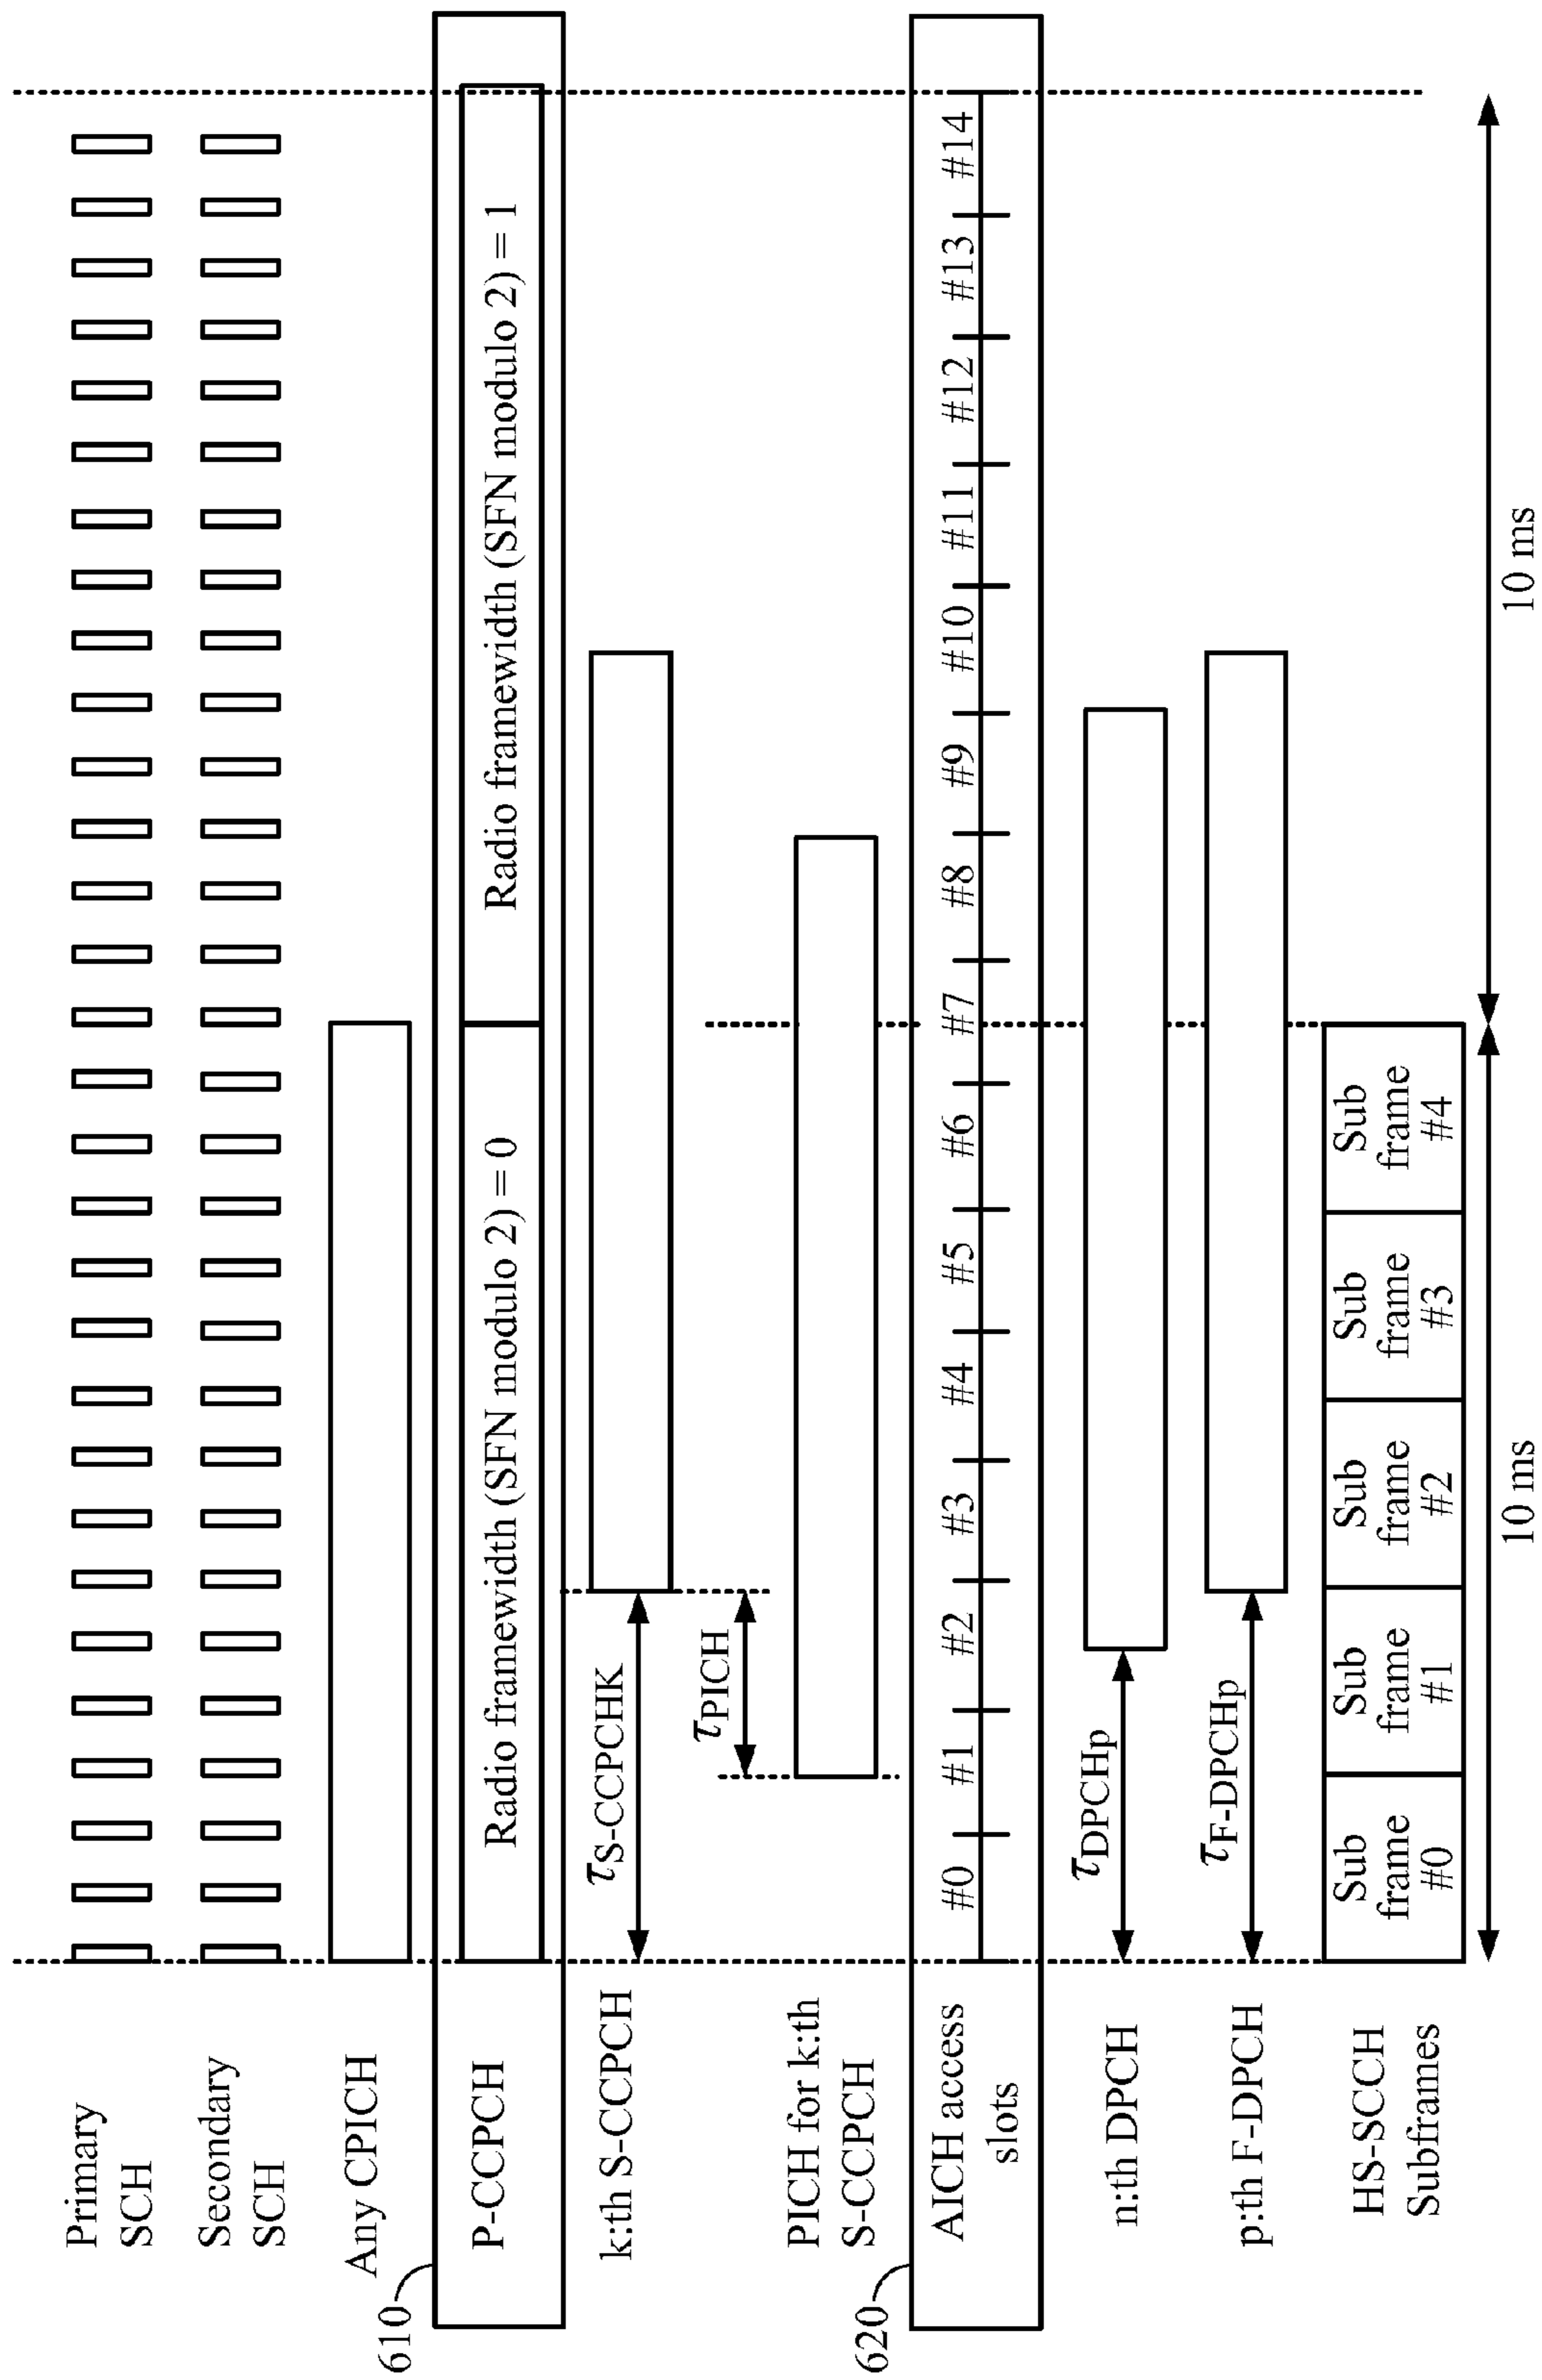 Primary
SCH
Secondary
SCH
Any CPICH
610
P-CCPCH
Radio framewidth (SFN modulo 2) = 0
Radio framewidth (SFN modulo 2) = 1
k:th S-CCPCH
τS-CCPCHK
τPICH
PICH for k:th
S-CCPCH
620
AICH access
slots
#0 #1 #2 #3 #4 #5 #6 #7 #8 #9 #10 #11 #12 #13 #14
n:th DPCH
τDPCHp
p:th F-DPCH
τF-DPCHp
HS-SCCH
Subframes
Sub
frame
#0
Sub
frame
#1
Sub
frame
#2
Sub
frame
#3
Sub
frame
#4
10 ms
10 ms